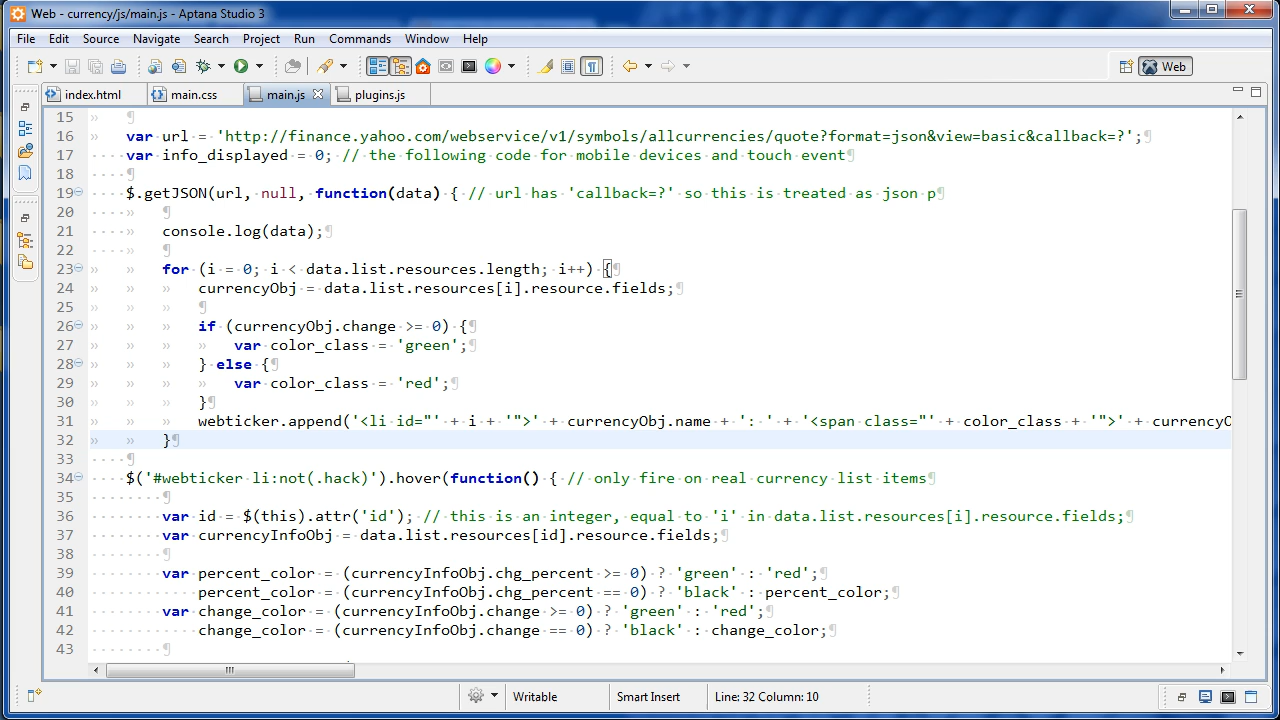 Web - currency/js/main.js - Aptana Studio 3
File Edit Source Navigate Search Project Run Commands Window Help
Web
index.html main.css main.js plugins.js
15
16 var url = 'http://finance.yahoo.com/webservice/v1/symbols/allcurrencies/quote?format=json&view=basic&callback=?';
17 var info_displayed = 0; // the following code for mobile devices and touch event
18
19 $.getJSON(url, null, function(data) { // url has 'callback=?' so this is treated as json p
20
21 console.log(data);
22
23 for (i = 0; i < data.list.resources.length; i++) {
24 currencyObj = data.list.resources[i].resource.fields;
25
26 if (currencyObj.change >= 0) {
27 var color_class = 'green';
28 } else {
29 var color_class = 'red';
30 }
31 webticker.append('<li id="' + i + '">' + currencyObj.name + ': ' + '<span class="' + color_class + '">' + currencyO
32 }
33
34 $('#webticker li:not(.hack)').hover(function() { // only fire on real currency list items
35
36 var id = $(this).attr('id'); // this is an integer, equal to 'i' in data.list.resources[i].resource.fields;
37 var currencyInfoObj = data.list.resources[id].resource.fields;
38
39 var percent_color = (currencyInfoObj.chg_percent >= 0) ? 'green' : 'red';
40 percent_color = (currencyInfoObj.chg_percent == 0) ? 'black' : percent_color;
41 var change_color = (currencyInfoObj.change >= 0) ? 'green' : 'red';
42 change_color = (currencyInfoObj.change == 0) ? 'black' : change_color;
43
Writable Smart Insert Line: 32 Column: 10